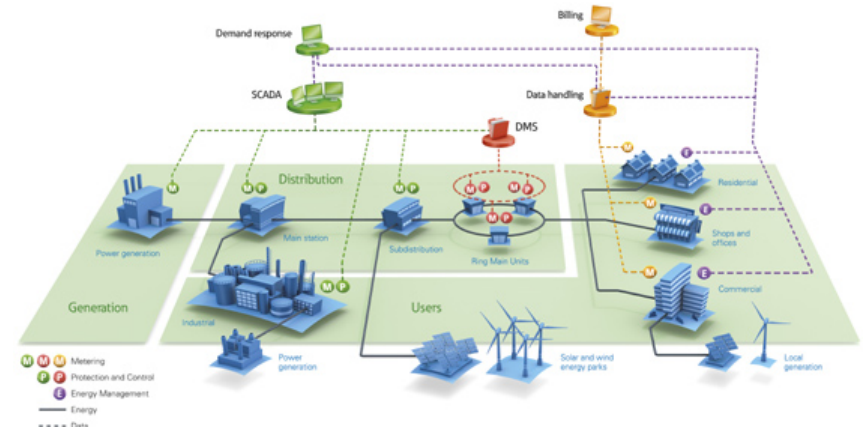 Billing
Demand response
SCADA
Data handling
DMS
M
E
Distribution
M
M P
M P
M P
M P
Residential
M
E
M P
Power generation
Main station
Subdistribution
Ring Main Units
Shops and
offices
M
E
M P
Generation
Industrial
Users
Commercial
Power
generation
Solar and wind
energy parks
Local
generation
M M M Metering
P P Protection and Control
E Energy Management
Energy
Data